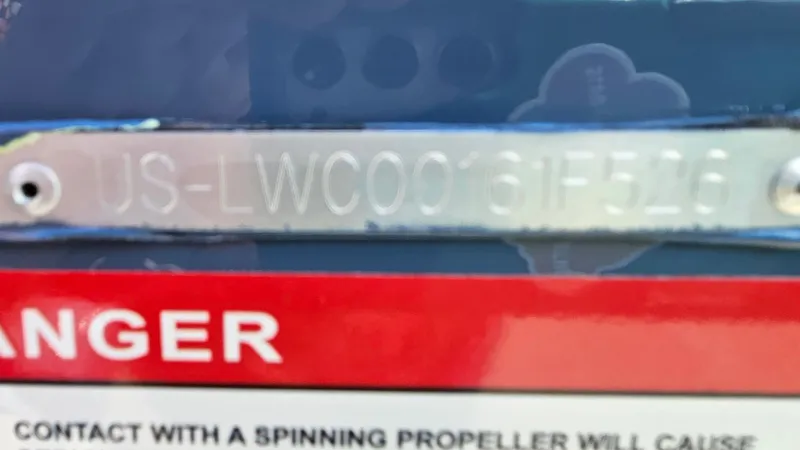 US-LWC00161F526
ANGER
CONTACT WITH A SPINNING PROPELLER WILL CAUSE